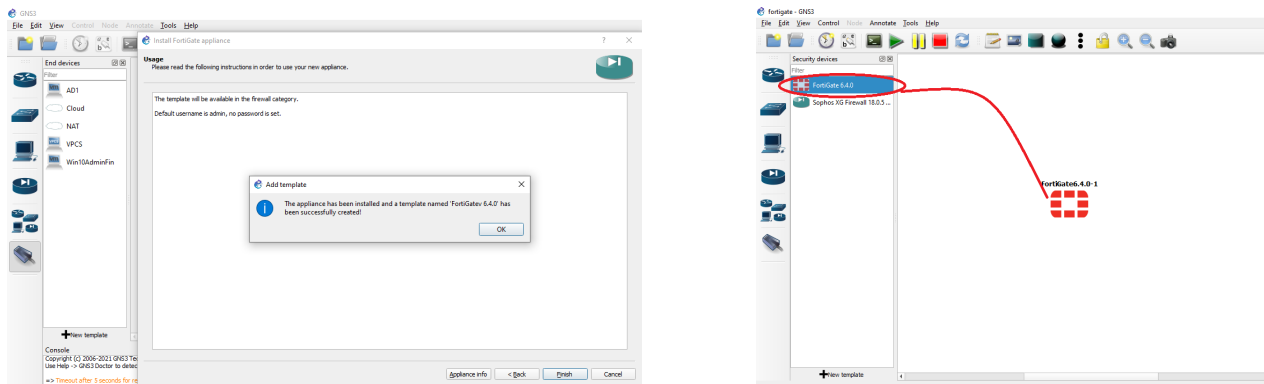 GNS3
File Edit View Control Node Annotate Tools Help
End devices
Filter
AD1
Cloud
NAT
VPCS
Win10AdminFin
New template
Console
Copyright (c) 2006-2021 GNS3 Te
Use Help -> GNS3 Doctor to detec
=> Timeout after 5 seconds for re
Install FortiGate appliance
Usage
Please read the following instructions in order to use your new appliance.
The template will be available in the firewall category.
Default username is admin, no password is set.
Add template
The appliance has been installed and a template named 'FortiGatev 6.4.0' has
been successfully created!
OK
Appliance info
< Back
Finish
Cancel
fortigate - GNS3
File Edit View Control Node Annotate Tools Help
Security devices
Filter
FortiGate 6.4.0
Sophos XG Firewall 18.0.5 ...
New template
FortiGate6.4.0-1